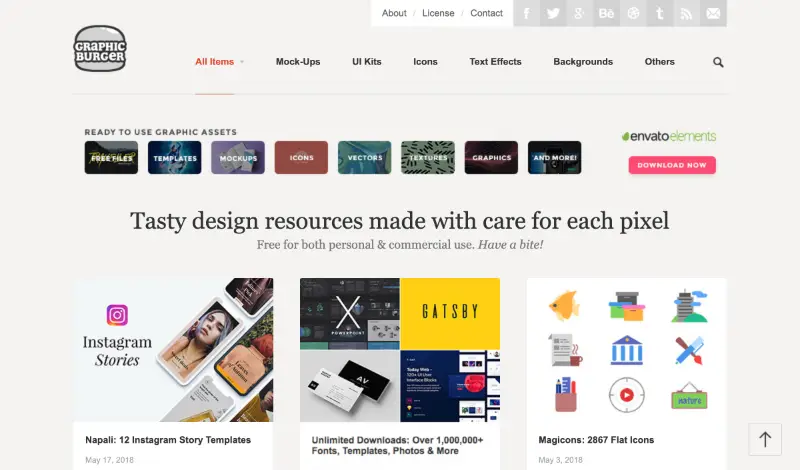 About / License / Contact
GRAPHIC
BURGER
All Items
Mock-Ups
UI Kits
Icons
Text Effects
Backgrounds
Others
READY TO USE GRAPHIC ASSETS
FREE FILES
TEMPLATES
MOCKUPS
ICONS
VECTORS
TEXTURES
GRAPHICS
AND MORE!
envatoelements
DOWNLOAD NOW
Tasty design resources made with care for each pixel
Free for both personal & commercial use. Have a bite!
Instagram
Stories
X
POWERPOINT
GATSBY
AV
Today Web -
120+ UI User
Interface Blocks
nature
Napali: 12 Instagram Story Templates
May 17, 2018
Unlimited Downloads: Over 1,000,000+
Fonts, Templates, Photos & More
Magicons: 2867 Flat Icons
May 3, 2018